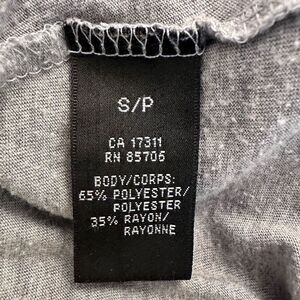 S/P
CA 17311
RN 85706
BODY/CORPS:
65% POLYESTER/
POLYESTER
35% RAYON/
RAYONNE